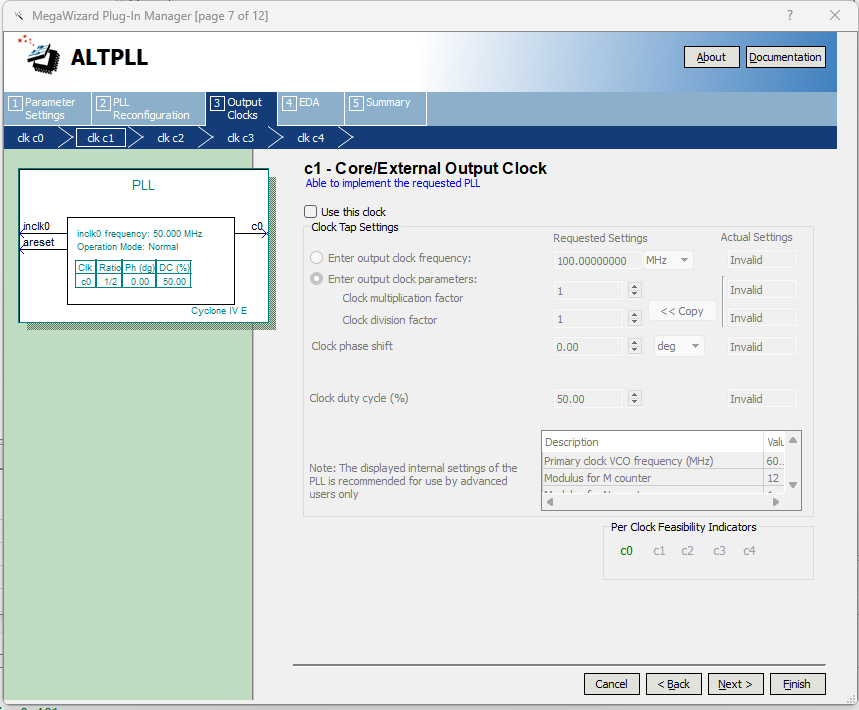 MegaWizard Plug-In Manager [page 7 of 12]
?
ALTPLL
About
Documentation
1 Parameter Settings
2 PLL Reconfiguration
3 Output Clocks
4 EDA
5 Summary
clk c0
clk c1
clk c2
clk c3
clk c4
PLL
inclk0
areset
c0
inclk0 frequency: 50.000 MHz
Operation Mode: Normal
Clk Ratio Ph (dg) DC (%)
c0 1/2 0.00 50.00
Cyclone IV E
c1 - Core/External Output Clock
Able to implement the requested PLL
Use this clock
Clock Tap Settings
Requested Settings
Actual Settings
Enter output clock frequency:
100.00000000
MHz
Invalid
Enter output clock parameters:
Clock multiplication factor
1
Invalid
<< Copy
Clock division factor
1
Invalid
Clock phase shift
0.00
deg
Invalid
Clock duty cycle (%)
50.00
Invalid
Note: The displayed internal settings of the
PLL is recommended for use by advanced
users only
Description
Primary clock VCO frequency (MHz) 60...
Modulus for M counter 12
Per Clock Feasibility Indicators
c0 c1 c2 c3 c4
Cancel
< Back
Next >
Finish